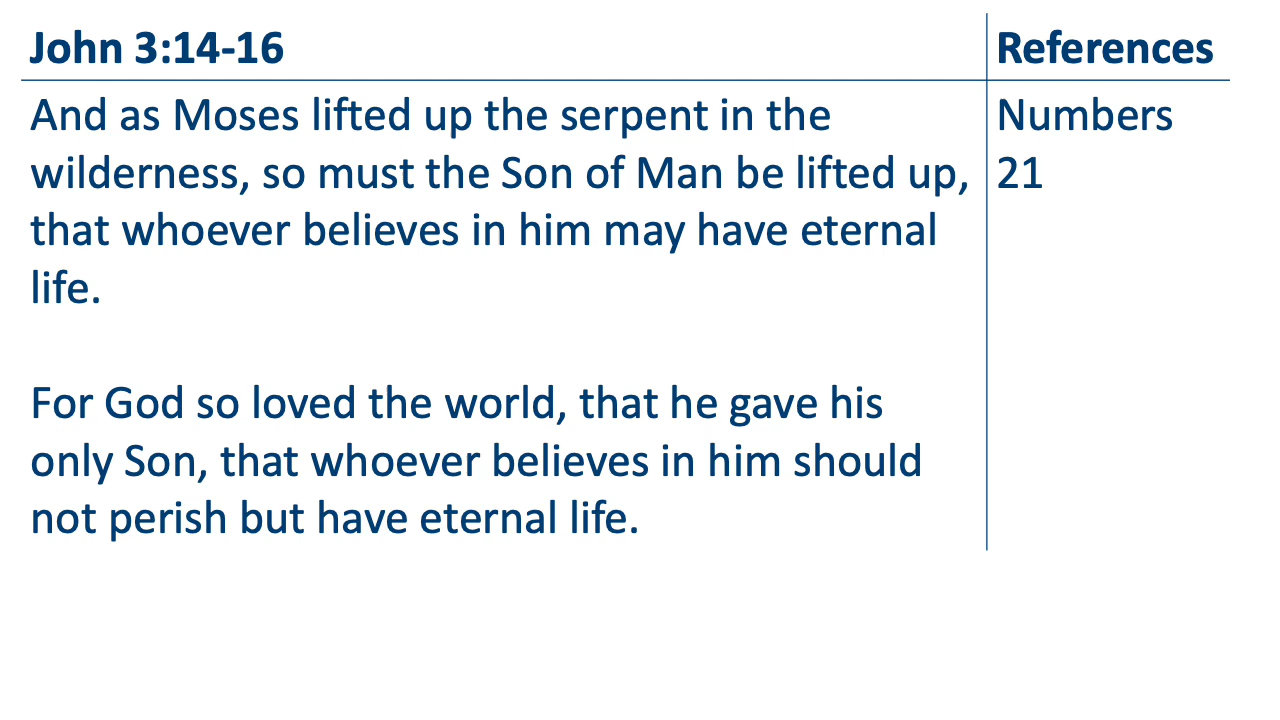 John 3:14-16
References
And as Moses lifted up the serpent in the
wilderness, so must the Son of Man be lifted up,
that whoever believes in him may have eternal
life.
For God so loved the world, that he gave his
only Son, that whoever believes in him should
not perish but have eternal life.
Numbers
21